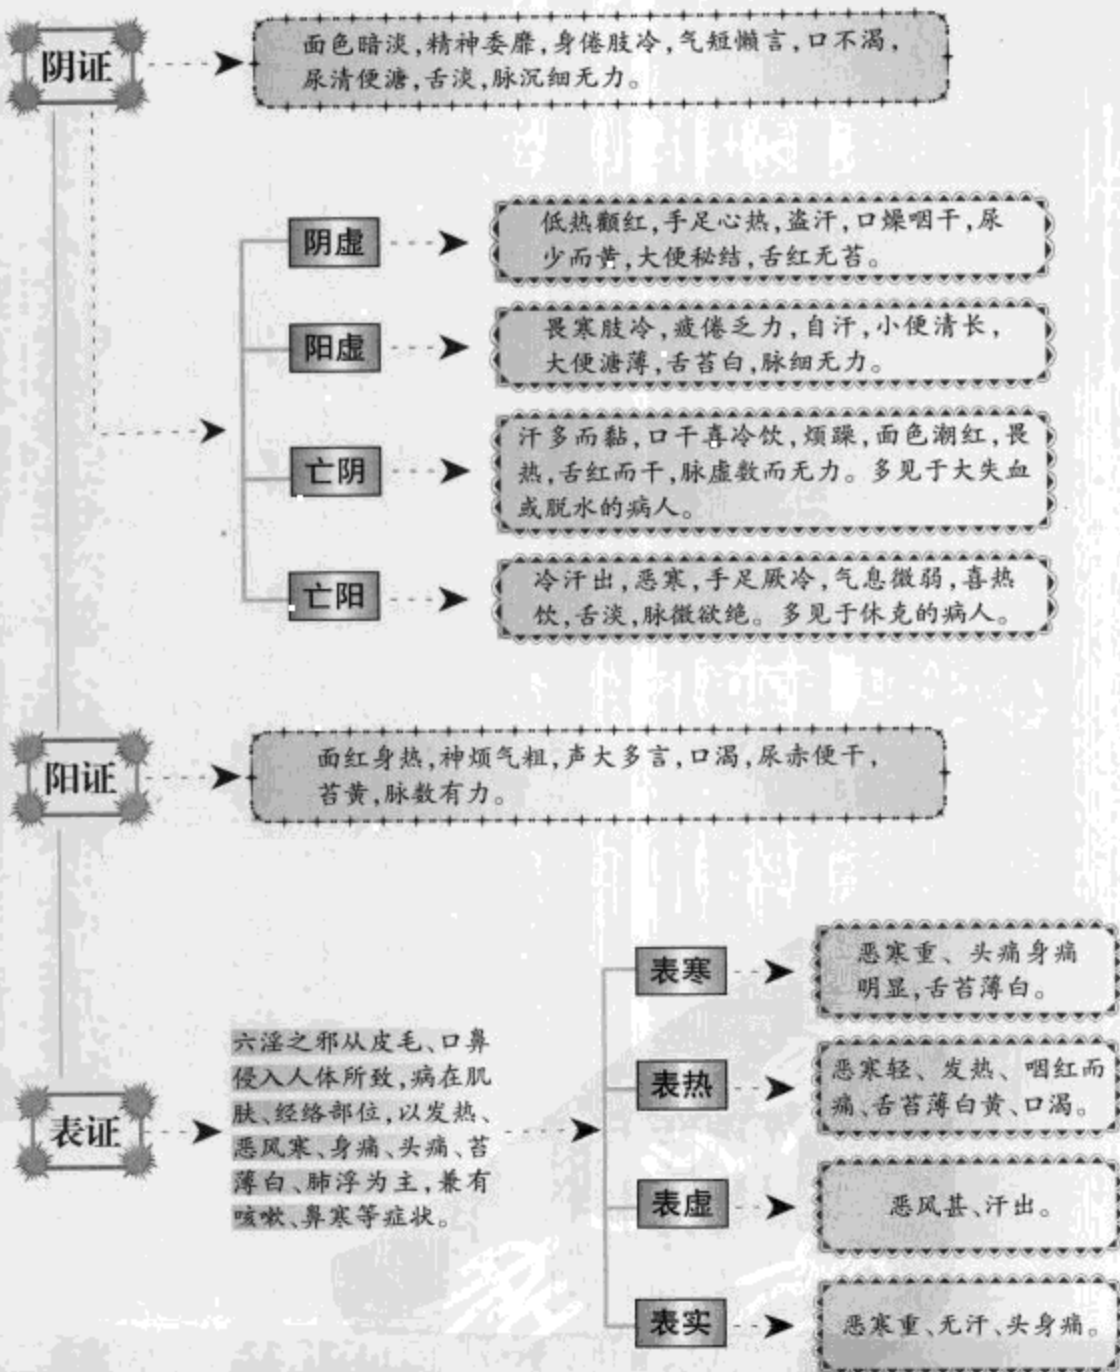 阴证
面色暗淡,精神委靡,身倦肢冷,气短懒言,口不渴,
尿清便溏,舌淡,脉沉细无力。
阴虚
低热颧红,手足心热,盗汗,口燥咽干,尿
少而黄,大便秘结,舌红无苔。
阳虚
畏寒肢冷,疲倦乏力,自汗,小便清长,
大便溏薄,舌苔白,脉细无力。
亡阴
汗多而黏,口干喜冷饮,烦躁,面色潮红,畏
热,舌红而干,脉虚数而无力。多见于大失血
或脱水的病人。
亡阳
冷汗出,恶寒,手足厥冷,气息微弱,喜热
饮,舌淡,脉微欲绝。多见于休克的病人。
阳证
面红身热,神烦气粗,声大多言,口渴,尿赤便干,
苔黄,脉数有力。
表证
六淫之邪从皮毛、口鼻
侵入人体所致,病在肌
肤、经络部位,以发热、
恶风寒、身痛、头痛、苔
薄白、肺浮为主,兼有
咳嗽、鼻寒等症状。
表寒
恶寒重、头痛身痛
明显,舌苔薄白。
表热
恶寒轻、发热、咽红而
痛、舌苔薄白黄、口渴。
表虚
恶风甚、汗出。
表实
恶寒重、无汗、头身痛。